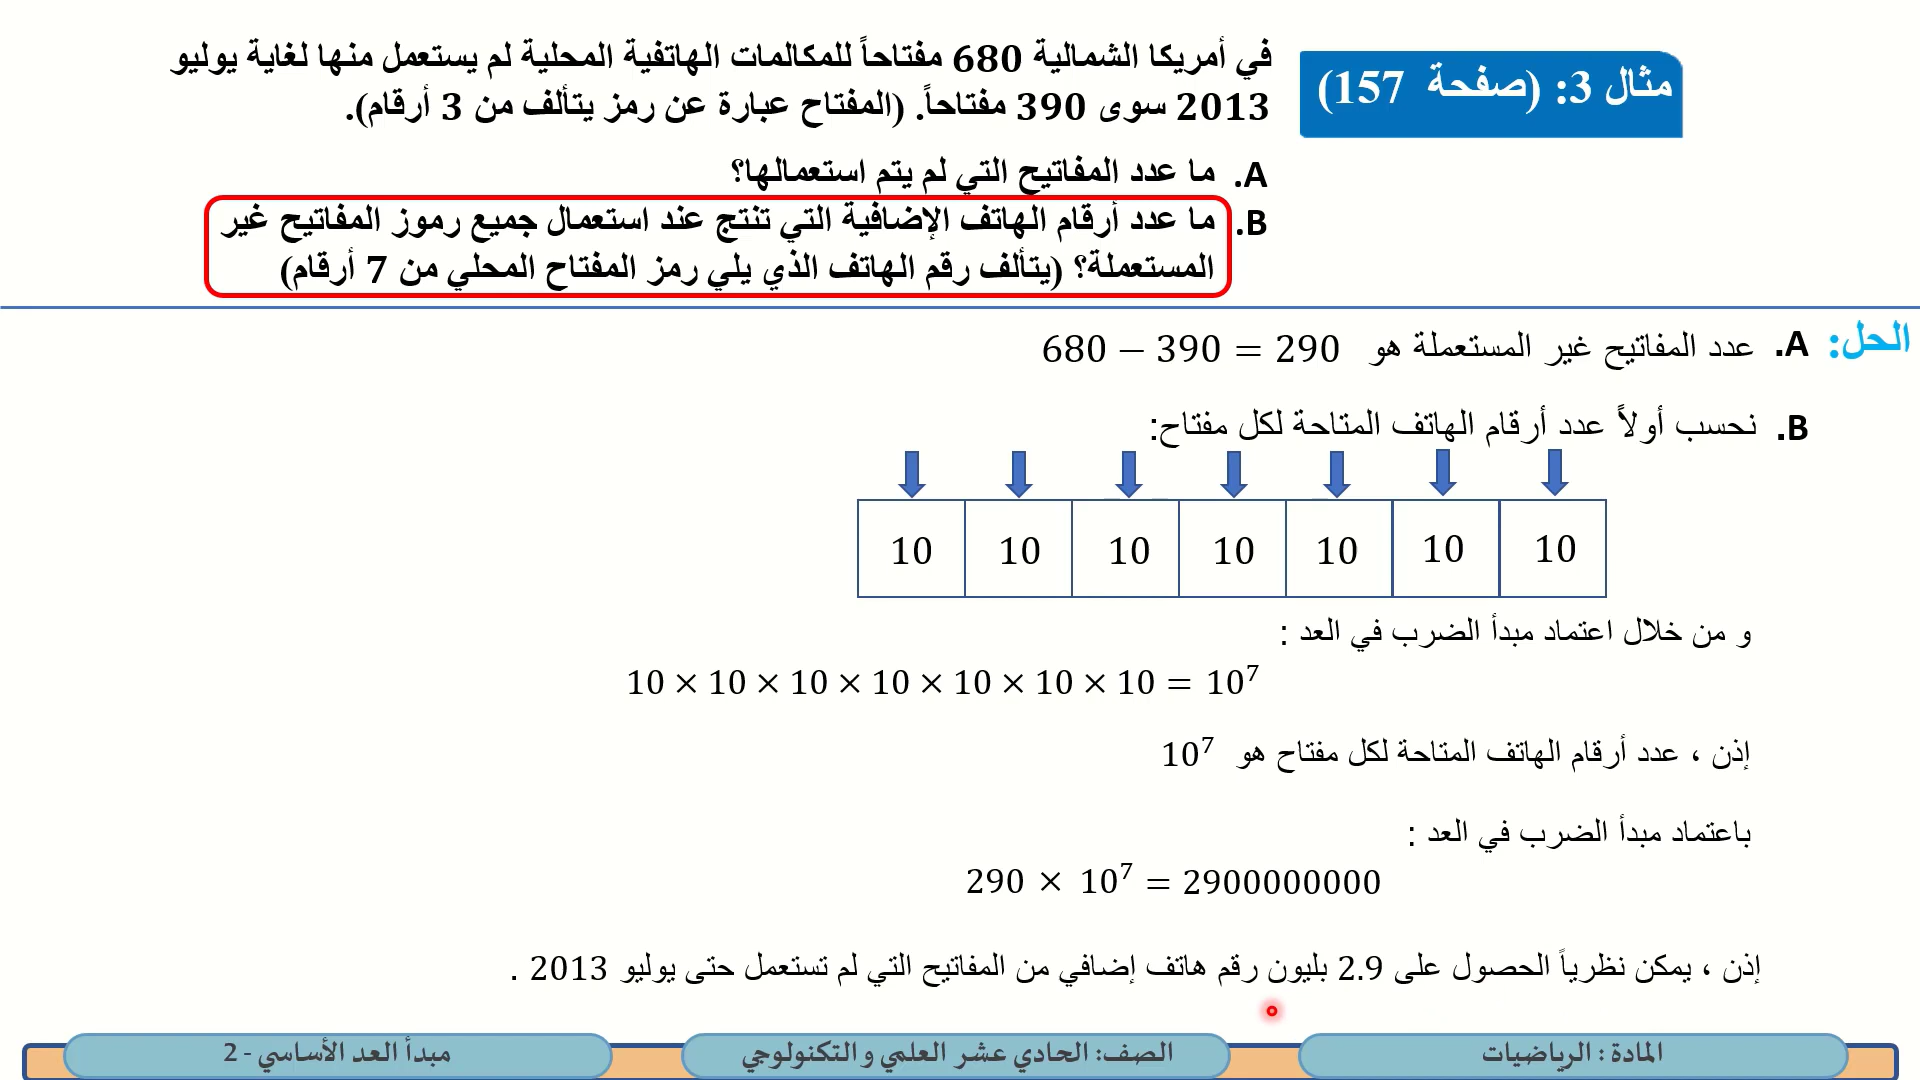 مثال 3: (صفحة 157)
في أمريكا الشمالية 680 مفتاحاً للمكالمات الهاتفية المحلية لم يستعمل منها لغاية يوليو
2013 سوى 390 مفتاحاً. (المفتاح عبارة عن رمز يتألف من 3 أرقام).
A. ما عدد المفاتيح التي لم يتم استعمالها؟
B. ما عدد أرقام الهاتف الإضافية التي تنتج عند استعمال جميع رموز المفاتيح غير
المستعملة؟ (يتألف رقم الهاتف الذي يلي رمز المفتاح المحلي من 7 أرقام)
الحل: A. عدد المفاتيح غير المستعملة هو 680 − 390 = 290
B. نحسب أولاً عدد أرقام الهاتف المتاحة لكل مفتاح:
10 10 10 10 10 10 10
و من خلال اعتماد مبدأ الضرب في العد :
10 × 10 × 10 × 10 × 10 × 10 × 10 = 10⁷
إذن ، عدد أرقام الهاتف المتاحة لكل مفتاح هو 10⁷
باعتماد مبدأ الضرب في العد :
290 × 10⁷ = 2900000000
إذن ، يمكن نظرياً الحصول على 2.9 بليون رقم هاتف إضافي من المفاتيح التي لم تستعمل حتى يوليو 2013 .
المادة : الرياضيات
الصف: الحادي عشر العلمي و التكنولوجي
مبدأ العد الأساسي - 2